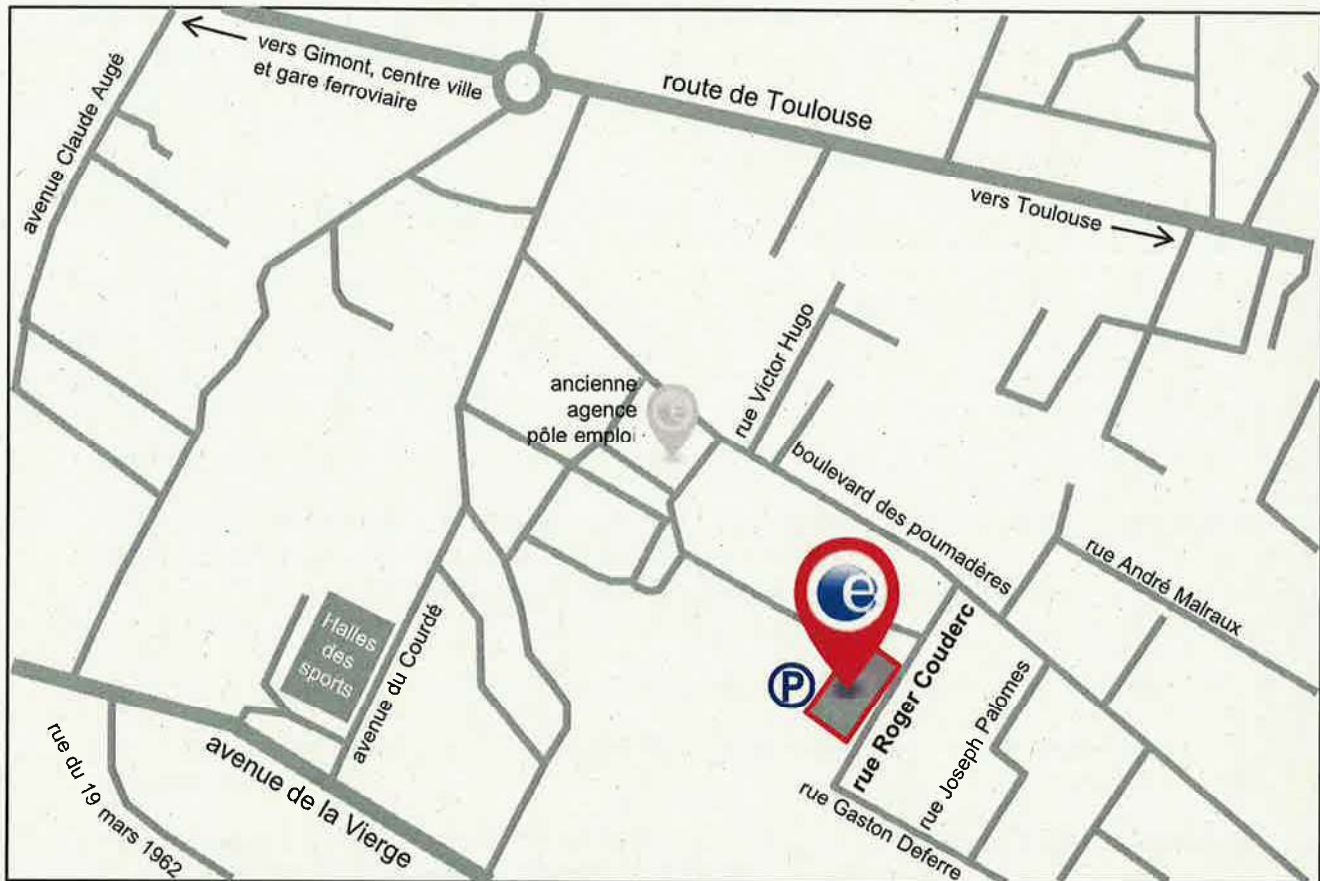 vers Gimont, centre ville
et gare ferroviaire
route de Toulouse
avenue Claude Augé
vers Toulouse
rue Victor Hugo
ancienne
agence
pôle emploi
e
boulevard des poumadères
rue André Malraux
e
Halles
des
sports
avenue du Courdé
P
rue Roger Couderc
rue Joseph Palomes
rue Gaston Deferre
avenue de la Vierge
rue du 19 mars 1962